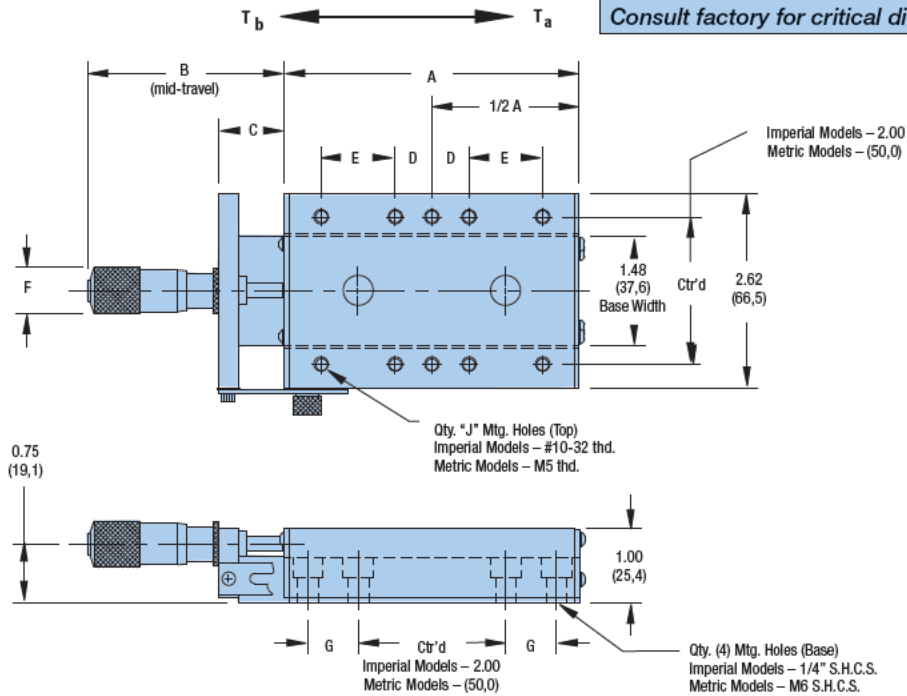 Tb
Ta
Consult factory for critical di
B
(mid-travel)
A
1/2 A
C
E
D
D
E
Imperial Models – 2.00
Metric Models – (50,0)
F
1.48
(37,6)
Base Width
Ctr'd
2.62
(66,5)
Qty. "J" Mtg. Holes (Top)
Imperial Models – #10-32 thd.
Metric Models – M5 thd.
0.75
(19,1)
1.00
(25,4)
G
Ctr'd
G
Imperial Models – 2.00
Metric Models – (50,0)
Qty. (4) Mtg. Holes (Base)
Imperial Models – 1/4" S.H.C.S.
Metric Models – M6 S.H.C.S.